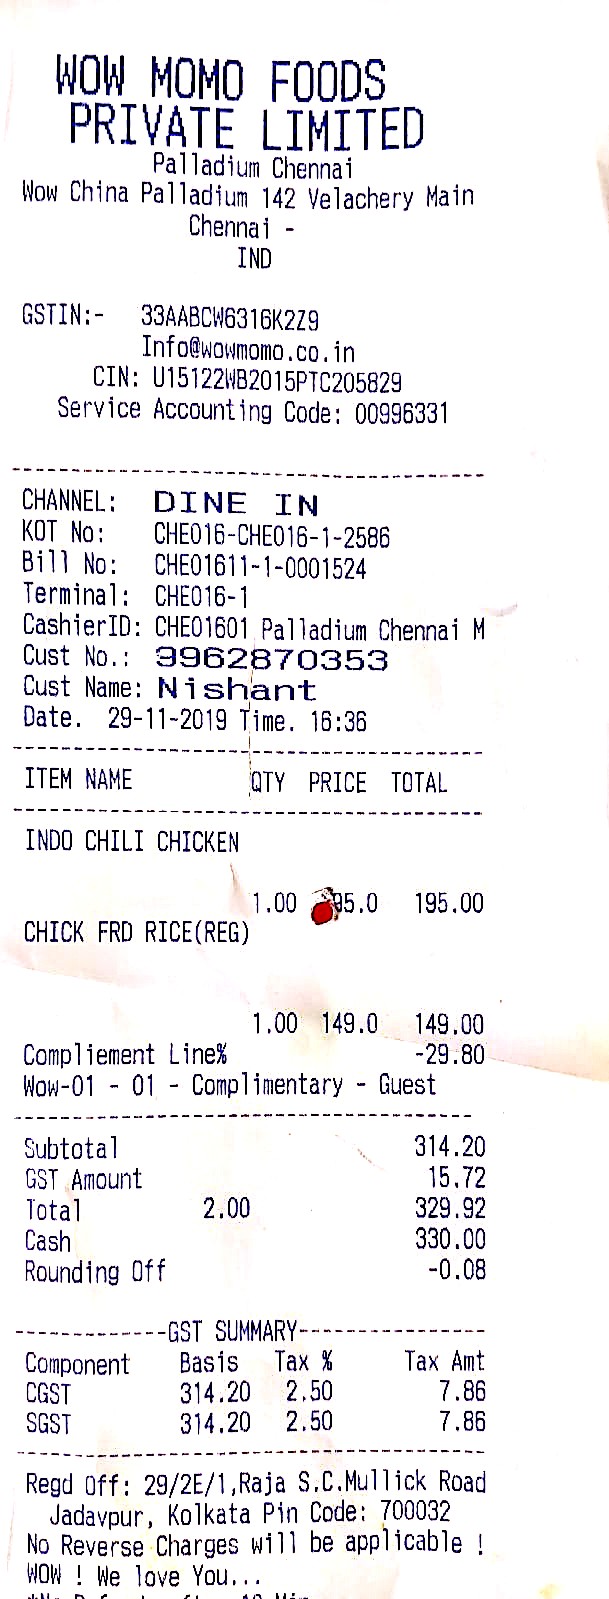 WOW MOMO FOODS
PRIVATE LIMITED
Palladium Chennai
Wow China Palladium 142 Velachery Main
Chennai -
IND
GSTIN:- 33AABCW6316K2Z9
Info@wowmomo.co.in
CIN: U15122WB2015PTC205829
Service Accounting Code: 00996331
CHANNEL: DINE IN
KOT No: CHE016-CHE016-1-2586
Bill No: CHE01611-1-0001524
Terminal: CHE016-1
CashierID: CHE01601 Palladium Chennai M
Cust No.: 9962870353
Cust Name: Nishant
Date. 29-11-2019 Time. 16:36
ITEM NAME QTY PRICE TOTAL
INDO CHILI CHICKEN
1.00 95.0 195.00
CHICK FRD RICE(REG)
1.00 149.0 149.00
Compliement Line% -29.80
Wow-01 - 01 - Complimentary - Guest
Subtotal 314.20
GST Amount 15.72
Total 2.00 329.92
Cash 330.00
Rounding Off -0.08
-------------GST SUMMARY----------------
Component Basis Tax % Tax Amt
CGST 314.20 2.50 7.86
SGST 314.20 2.50 7.86
Regd Off: 29/2E/1,Raja S.C.Mullick Road
Jadavpur, Kolkata Pin Code: 700032
No Reverse Charges will be applicable !
WOW ! We love You...